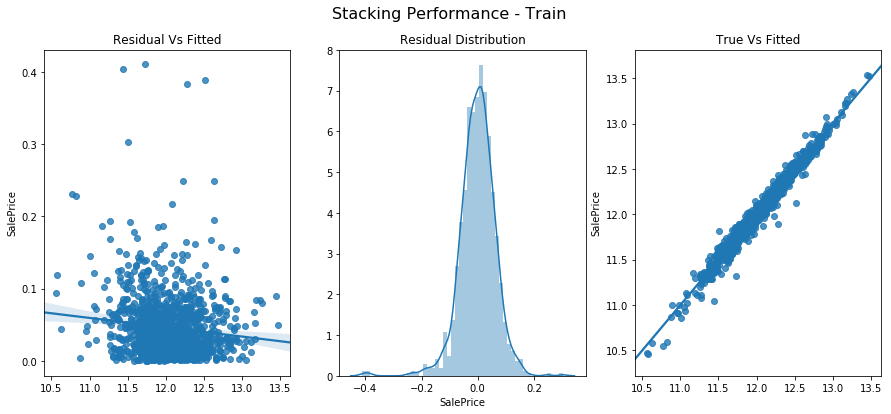 Stacking Performance - Train
Residual Vs Fitted
SalePrice
0.4
0.3
0.2
0.1
0.0
10.5 11.0 11.5 12.0 12.5 13.0 13.5
Residual Distribution
8
7
6
5
4
3
2
1
0
−0.4 −0.2 0.0 0.2
SalePrice
True Vs Fitted
SalePrice
13.5
13.0
12.5
12.0
11.5
11.0
10.5
10.5 11.0 11.5 12.0 12.5 13.0 13.5